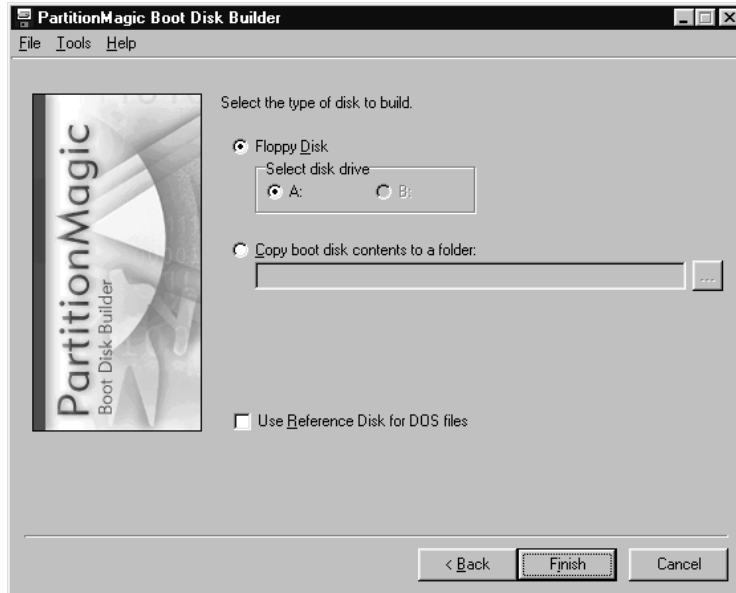 PartitionMagic Boot Disk Builder
File Tools Help
PartitionMagic
Boot Disk Builder
Select the type of disk to build.
Floppy Disk
Select disk drive
A: B:
Copy boot disk contents to a folder:
...
Use Reference Disk for DOS files
< Back Finish Cancel